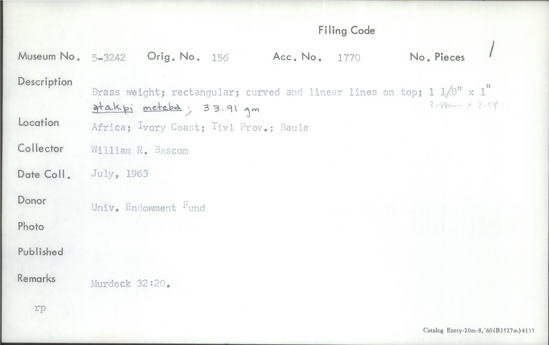 Filing Code
Museum No. 5-3242 Orig. No. 156 Acc. No. 1770 No. Pieces 1
Description
Brass weight; rectangular; curved and linear lines on top; 1 1/8" x 1"
meteba; 33.91 gm
Location Africa; Ivory Coast; Tivi Prov.; Baule
Collector William R. Bascom
Date Coll. July, 1963
Donor Univ. Endowment Fund
Photo
Published
Remarks Murdock 32:20.
rp
Catalog Entry-20m-8,'60(B3527m)4111